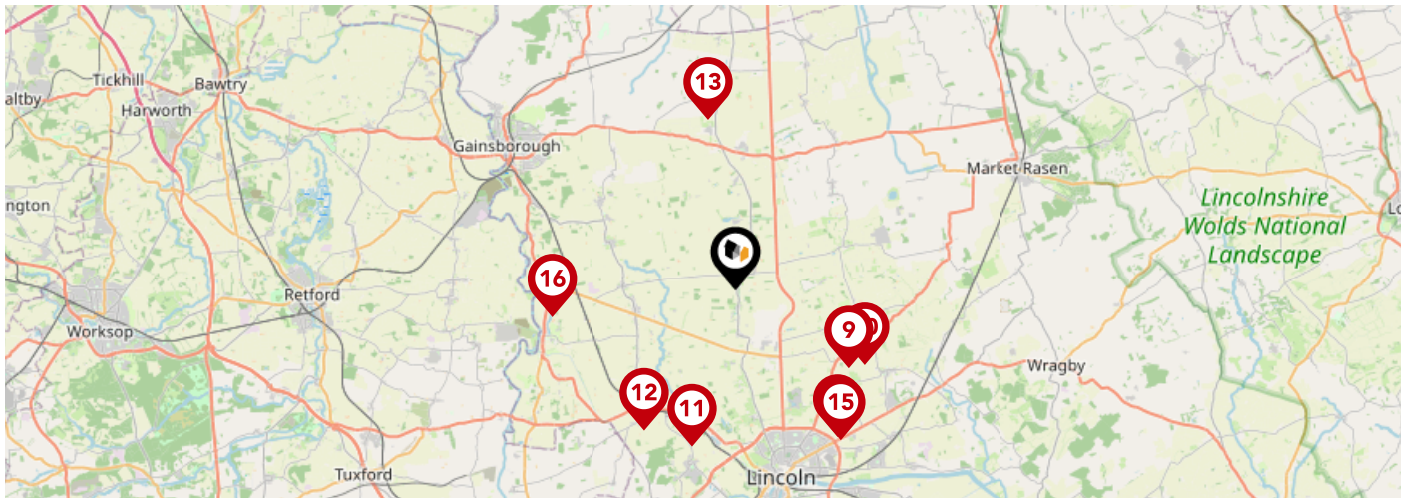 13
Tickhill
Bawtry
altby
Harworth
Gainsborough
Market Rasen
Lincolnshire
Wolds National
Landscape
ngton
Lo
16
Retford
9
Worksop
12
11
15
Wragby
Tuxford
Lincoln